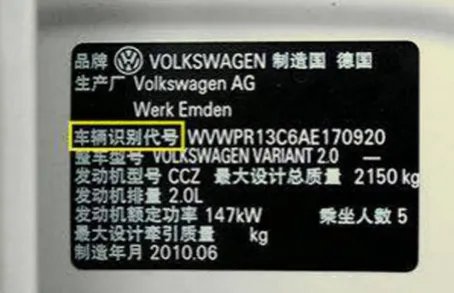 品牌 VOLKSWAGEN 制造国 德国
生产厂 Volkswagen AG
Werk Emden
车辆识别代号 WVWPR13C6AE170920
整车型号 VOLKSWAGEN VARIANT 2.0 —
发动机型号 CCZ 最大设计总质量 2150 kg
发动机排量 2.0L
发动机额定功率 147kW 乘坐人数 5
最大设计牵引质量 kg
制造年月 2010.06